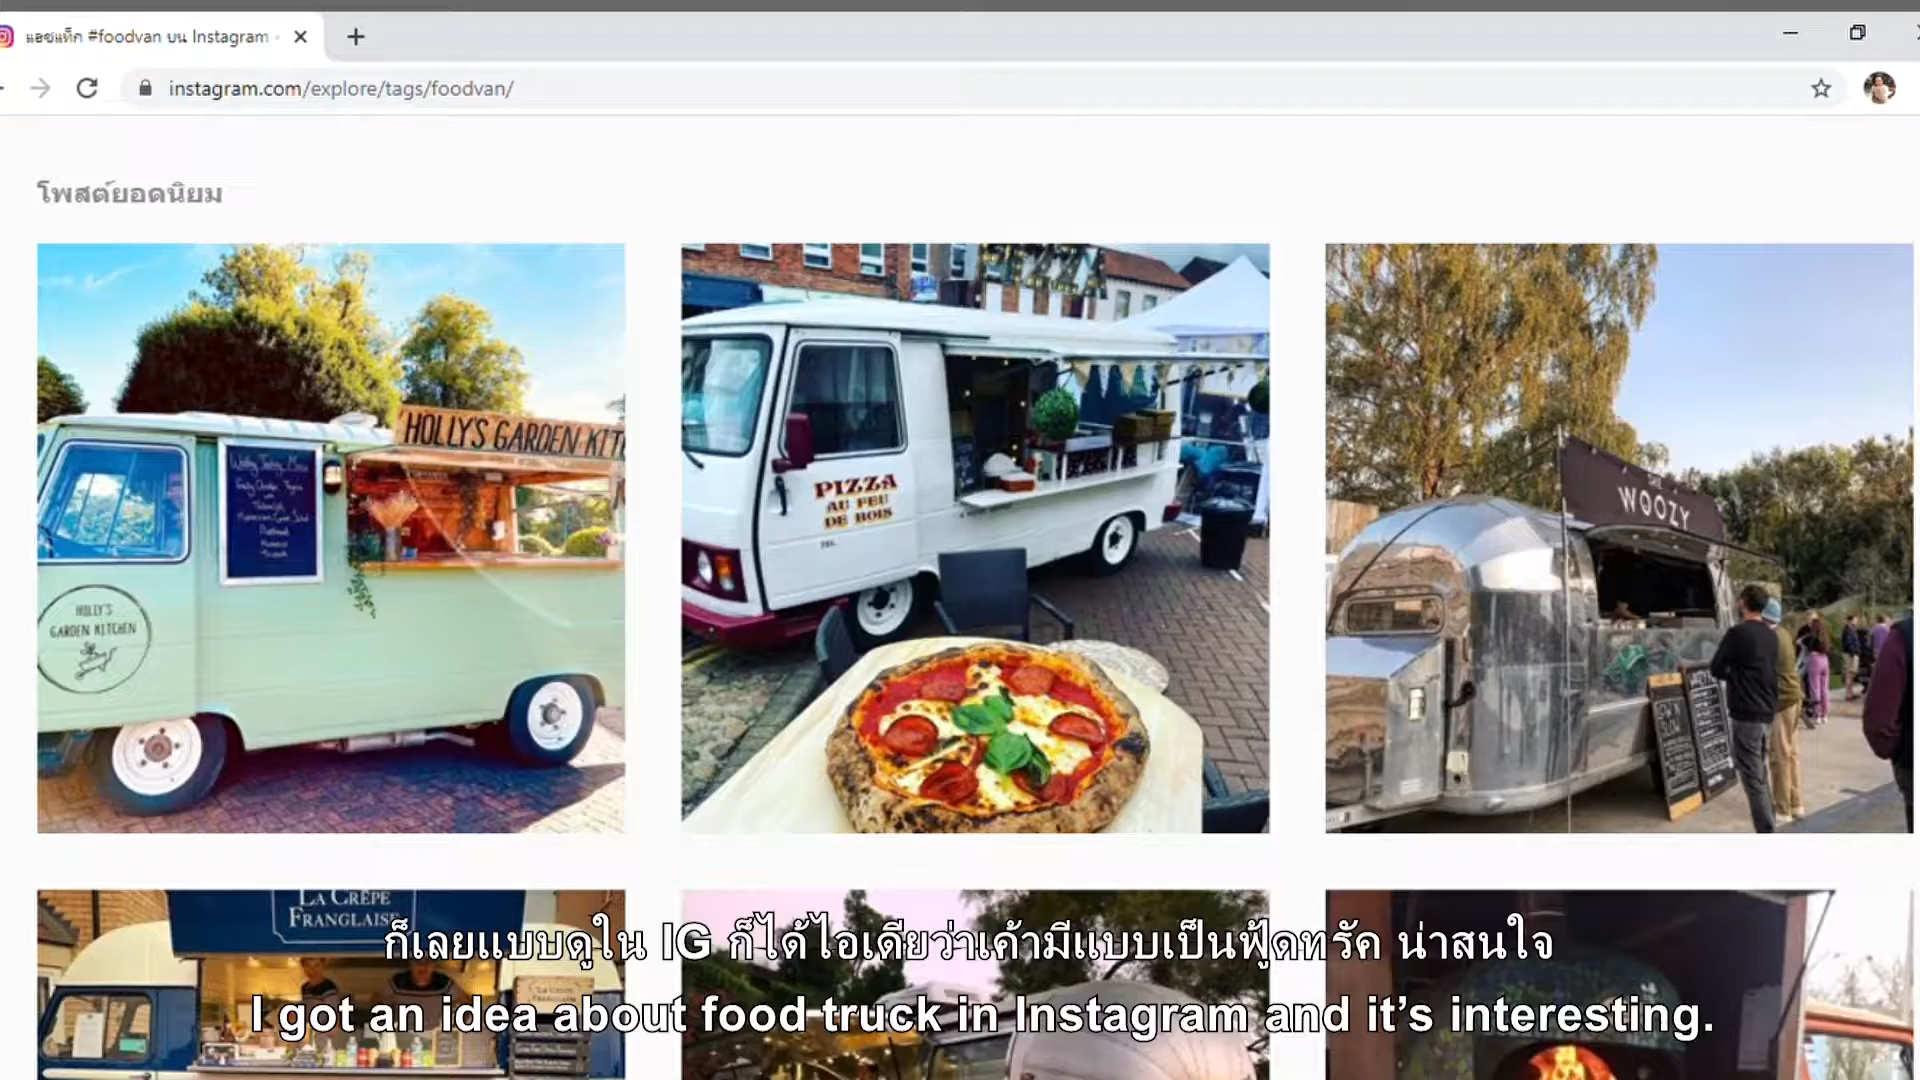 แฮชแท็ก #foodvan บน Instagram
instagram.com/explore/tags/foodvan/
โพสต์ยอดนิยม
HOLLY'S GARDEN KIT
HOLLY'S
GARDEN KITCHEN
PIZZA
AU FEU
DE BOIS
TEL.
PIZZA
THE
WOOZY
LA CRÊPE
FRANGLAISE
ก็เลยแบบดูใน IG ก็ได้ไอเดียว่าเค้ามีแบบเป็นฟู้ดทรัค น่าสนใจ
I got an idea about food truck in Instagram and it’s interesting.